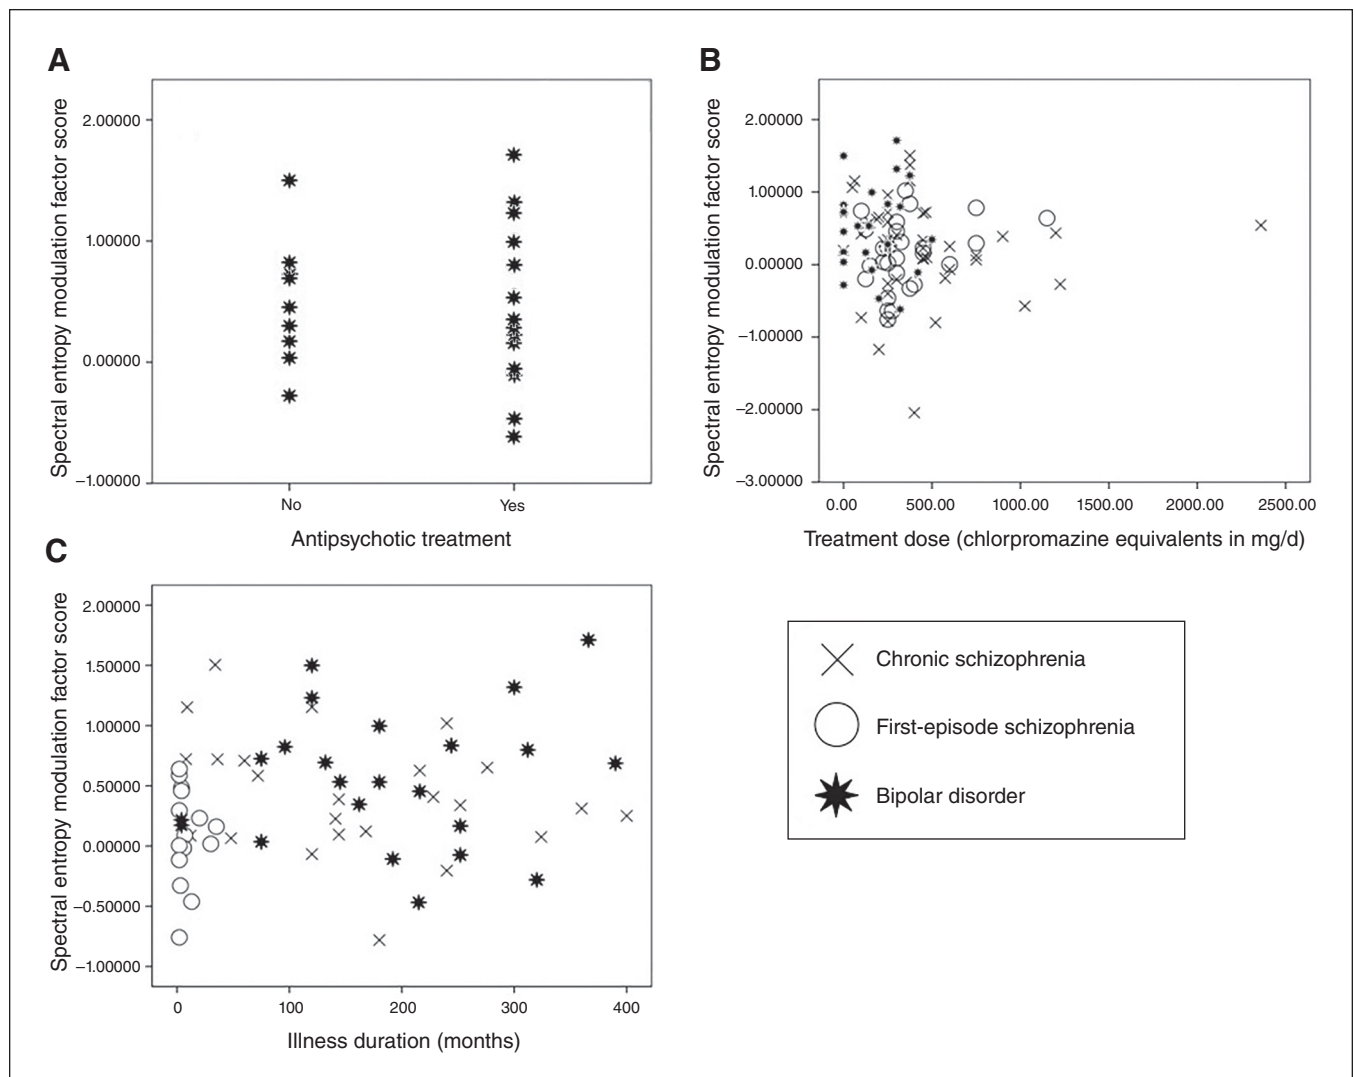 A
Spectral entropy modulation factor score
2.00000
1.00000
0.00000
–1.00000
No
Yes
Antipsychotic treatment
B
Spectral entropy modulation factor score
2.00000
1.00000
0.00000
–1.00000
–2.00000
–3.00000
0.00
500.00
1000.00
1500.00
2000.00
2500.00
Treatment dose (chlorpromazine equivalents in mg/d)
C
Spectral entropy modulation factor score
2.00000
1.50000
1.00000
0.50000
0.00000
–0.50000
–1.00000
0
100
200
300
400
Illness duration (months)
Chronic schizophrenia
First-episode schizophrenia
Bipolar disorder